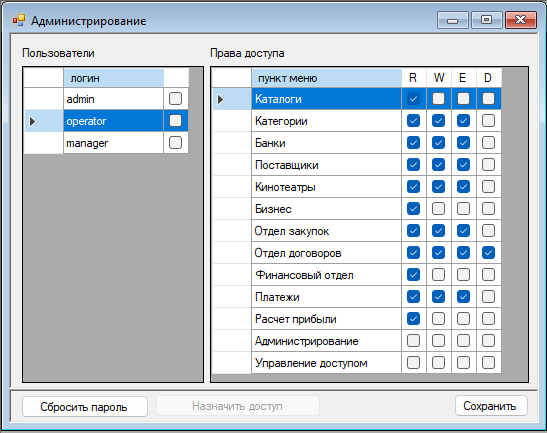 Администрирование
Пользователи
Права доступа
логин
admin
operator
manager
пункт меню R W E D
Каталоги
Категории
Банки
Поставщики
Кинотеатры
Бизнес
Отдел закупок
Отдел договоров
Финансовый отдел
Платежи
Расчет прибыли
Администрирование
Управление доступом
Сбросить пароль
Назначить доступ
Сохранить